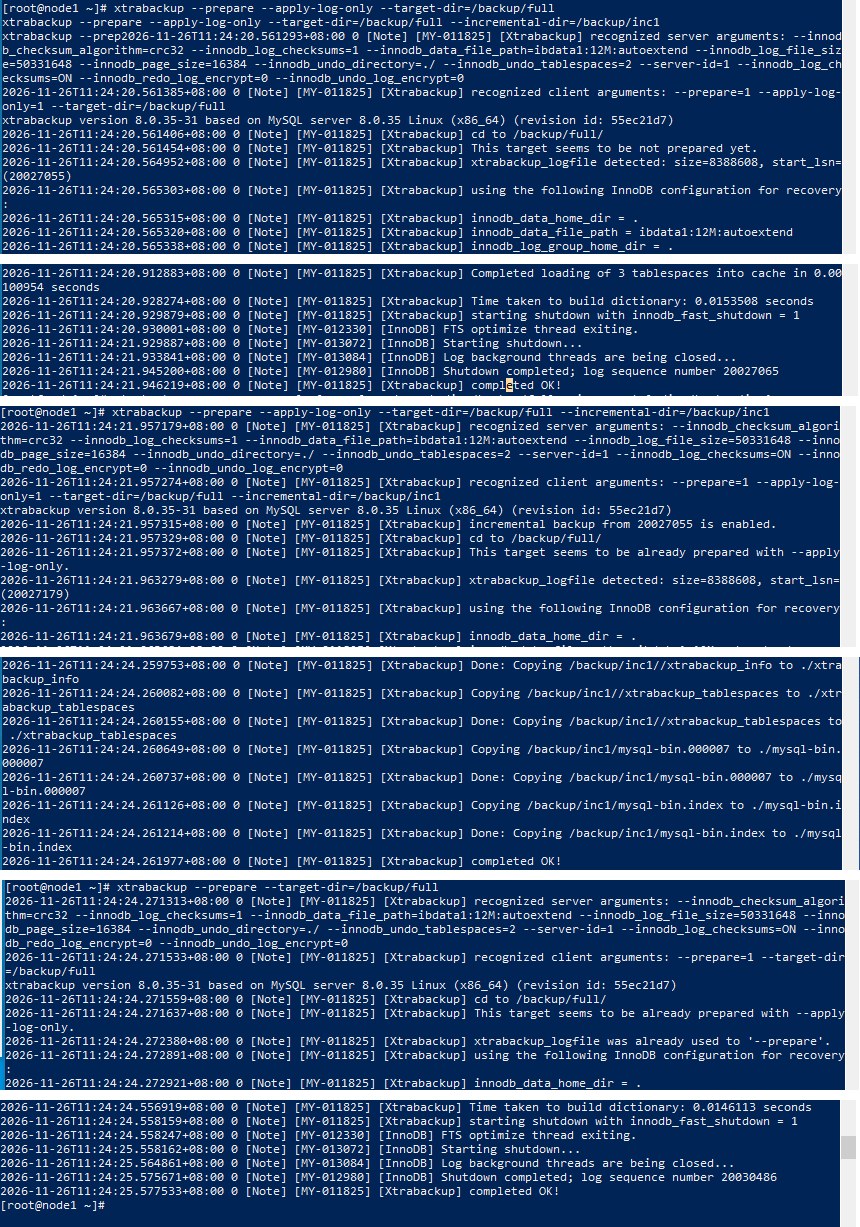 [root@node1 ~]# xtrabackup --prepare --apply-log-only --target-dir=/backup/full
xtrabackup --prepare --apply-log-only --target-dir=/backup/full --incremental-dir=/backup/inc1
xtrabackup --prep2026-11-26T11:24:20.561293+08:00 0 [Note] [MY-011825] [Xtrabackup] recognized server arguments: --innod
b_checksum_algorithm=crc32 --innodb_log_checksums=1 --innodb_data_file_path=ibdata1:12M:autoextend --innodb_log_file_siz
e=50331648 --innodb_page_size=16384 --innodb_undo_directory=./ --innodb_undo_tablespaces=2 --server-id=1 --innodb_log_ch
ecksums=ON --innodb_redo_log_encrypt=0 --innodb_undo_log_encrypt=0
2026-11-26T11:24:20.561385+08:00 0 [Note] [MY-011825] [Xtrabackup] recognized client arguments: --prepare=1 --apply-log-
only=1 --target-dir=/backup/full
xtrabackup version 8.0.35-31 based on MySQL server 8.0.35 Linux (x86_64) (revision id: 55ec21d7)
2026-11-26T11:24:20.561406+08:00 0 [Note] [MY-011825] [Xtrabackup] cd to /backup/full/
2026-11-26T11:24:20.561454+08:00 0 [Note] [MY-011825] [Xtrabackup] This target seems to be not prepared yet.
2026-11-26T11:24:20.564952+08:00 0 [Note] [MY-011825] [Xtrabackup] xtrabackup_logfile detected: size=8388608, start_lsn=
(20027055)
2026-11-26T11:24:20.565303+08:00 0 [Note] [MY-011825] [Xtrabackup] using the following InnoDB configuration for recovery
:
2026-11-26T11:24:20.565315+08:00 0 [Note] [MY-011825] [Xtrabackup] innodb_data_home_dir = .
2026-11-26T11:24:20.565320+08:00 0 [Note] [MY-011825] [Xtrabackup] innodb_data_file_path = ibdata1:12M:autoextend
2026-11-26T11:24:20.565338+08:00 0 [Note] [MY-011825] [Xtrabackup] innodb_log_group_home_dir = .
2026-11-26T11:24:20.912883+08:00 0 [Note] [MY-011825] [Xtrabackup] Completed loading of 3 tablespaces into cache in 0.00
100954 seconds
2026-11-26T11:24:20.928274+08:00 0 [Note] [MY-011825] [Xtrabackup] Time taken to build dictionary: 0.0153508 seconds
2026-11-26T11:24:20.929879+08:00 0 [Note] [MY-011825] [Xtrabackup] starting shutdown with innodb_fast_shutdown = 1
2026-11-26T11:24:20.930001+08:00 0 [Note] [MY-012330] [InnoDB] FTS optimize thread exiting.
2026-11-26T11:24:21.929887+08:00 0 [Note] [MY-013072] [InnoDB] Starting shutdown...
2026-11-26T11:24:21.933841+08:00 0 [Note] [MY-013084] [InnoDB] Log background threads are being closed...
2026-11-26T11:24:21.945200+08:00 0 [Note] [MY-012980] [InnoDB] Shutdown completed; log sequence number 20027065
2026-11-26T11:24:21.946219+08:00 0 [Note] [MY-011825] [Xtrabackup] completed OK!
[root@node1 ~]# xtrabackup --prepare --apply-log-only --target-dir=/backup/full --incremental-dir=/backup/inc1
2026-11-26T11:24:21.957179+08:00 0 [Note] [MY-011825] [Xtrabackup] recognized server arguments: --innodb_checksum_algori
thm=crc32 --innodb_log_checksums=1 --innodb_data_file_path=ibdata1:12M:autoextend --innodb_log_file_size=50331648 --inno
db_page_size=16384 --innodb_undo_directory=./ --innodb_undo_tablespaces=2 --server-id=1 --innodb_log_checksums=ON --inno
db_redo_log_encrypt=0 --innodb_undo_log_encrypt=0
2026-11-26T11:24:21.957274+08:00 0 [Note] [MY-011825] [Xtrabackup] recognized client arguments: --prepare=1 --apply-log-
only=1 --target-dir=/backup/full --incremental-dir=/backup/inc1
xtrabackup version 8.0.35-31 based on MySQL server 8.0.35 Linux (x86_64) (revision id: 55ec21d7)
2026-11-26T11:24:21.957315+08:00 0 [Note] [MY-011825] [Xtrabackup] incremental backup from 20027055 is enabled.
2026-11-26T11:24:21.957329+08:00 0 [Note] [MY-011825] [Xtrabackup] cd to /backup/full/
2026-11-26T11:24:21.957372+08:00 0 [Note] [MY-011825] [Xtrabackup] This target seems to be already prepared with --apply
-log-only.
2026-11-26T11:24:21.963279+08:00 0 [Note] [MY-011825] [Xtrabackup] xtrabackup_logfile detected: size=8388608, start_lsn=
(20027179)
2026-11-26T11:24:21.963667+08:00 0 [Note] [MY-011825] [Xtrabackup] using the following InnoDB configuration for recovery
:
2026-11-26T11:24:21.963679+08:00 0 [Note] [MY-011825] [Xtrabackup] innodb_data_home_dir = .
2026-11-26T11:24:24.259753+08:00 0 [Note] [MY-011825] [Xtrabackup] Done: Copying /backup/inc1//xtrabackup_info to ./xtra
backup_info
2026-11-26T11:24:24.260082+08:00 0 [Note] [MY-011825] [Xtrabackup] Copying /backup/inc1//xtrabackup_tablespaces to ./xtr
abackup_tablespaces
2026-11-26T11:24:24.260155+08:00 0 [Note] [MY-011825] [Xtrabackup] Done: Copying /backup/inc1//xtrabackup_tablespaces to
 ./xtrabackup_tablespaces
2026-11-26T11:24:24.260649+08:00 0 [Note] [MY-011825] [Xtrabackup] Copying /backup/inc1/mysql-bin.000007 to ./mysql-bin.
000007
2026-11-26T11:24:24.260737+08:00 0 [Note] [MY-011825] [Xtrabackup] Done: Copying /backup/inc1/mysql-bin.000007 to ./mysq
l-bin.000007
2026-11-26T11:24:24.261126+08:00 0 [Note] [MY-011825] [Xtrabackup] Copying /backup/inc1/mysql-bin.index to ./mysql-bin.i
ndex
2026-11-26T11:24:24.261214+08:00 0 [Note] [MY-011825] [Xtrabackup] Done: Copying /backup/inc1/mysql-bin.index to ./mysql
-bin.index
2026-11-26T11:24:24.261977+08:00 0 [Note] [MY-011825] [Xtrabackup] completed OK!
[root@node1 ~]# xtrabackup --prepare --target-dir=/backup/full
2026-11-26T11:24:24.271313+08:00 0 [Note] [MY-011825] [Xtrabackup] recognized server arguments: --innodb_checksum_algori
thm=crc32 --innodb_log_checksums=1 --innodb_data_file_path=ibdata1:12M:autoextend --innodb_log_file_size=50331648 --inno
db_page_size=16384 --innodb_undo_directory=./ --innodb_undo_tablespaces=2 --server-id=1 --innodb_log_checksums=ON --inno
db_redo_log_encrypt=0 --innodb_undo_log_encrypt=0
2026-11-26T11:24:24.271533+08:00 0 [Note] [MY-011825] [Xtrabackup] recognized client arguments: --prepare=1 --target-dir
=/backup/full
xtrabackup version 8.0.35-31 based on MySQL server 8.0.35 Linux (x86_64) (revision id: 55ec21d7)
2026-11-26T11:24:24.271559+08:00 0 [Note] [MY-011825] [Xtrabackup] cd to /backup/full/
2026-11-26T11:24:24.271637+08:00 0 [Note] [MY-011825] [Xtrabackup] This target seems to be already prepared with --apply
-log-only.
2026-11-26T11:24:24.272380+08:00 0 [Note] [MY-011825] [Xtrabackup] xtrabackup_logfile was already used to '--prepare'.
2026-11-26T11:24:24.272891+08:00 0 [Note] [MY-011825] [Xtrabackup] using the following InnoDB configuration for recovery
:
2026-11-26T11:24:24.272921+08:00 0 [Note] [MY-011825] [Xtrabackup] innodb_data_home_dir = .
2026-11-26T11:24:24.556919+08:00 0 [Note] [MY-011825] [Xtrabackup] Time taken to build dictionary: 0.0146113 seconds
2026-11-26T11:24:24.558159+08:00 0 [Note] [MY-011825] [Xtrabackup] starting shutdown with innodb_fast_shutdown = 1
2026-11-26T11:24:24.558247+08:00 0 [Note] [MY-012330] [InnoDB] FTS optimize thread exiting.
2026-11-26T11:24:25.558162+08:00 0 [Note] [MY-013072] [InnoDB] Starting shutdown...
2026-11-26T11:24:25.564861+08:00 0 [Note] [MY-013084] [InnoDB] Log background threads are being closed...
2026-11-26T11:24:25.575671+08:00 0 [Note] [MY-012980] [InnoDB] Shutdown completed; log sequence number 20030486
2026-11-26T11:24:25.577533+08:00 0 [Note] [MY-011825] [Xtrabackup] completed OK!
[root@node1 ~]#